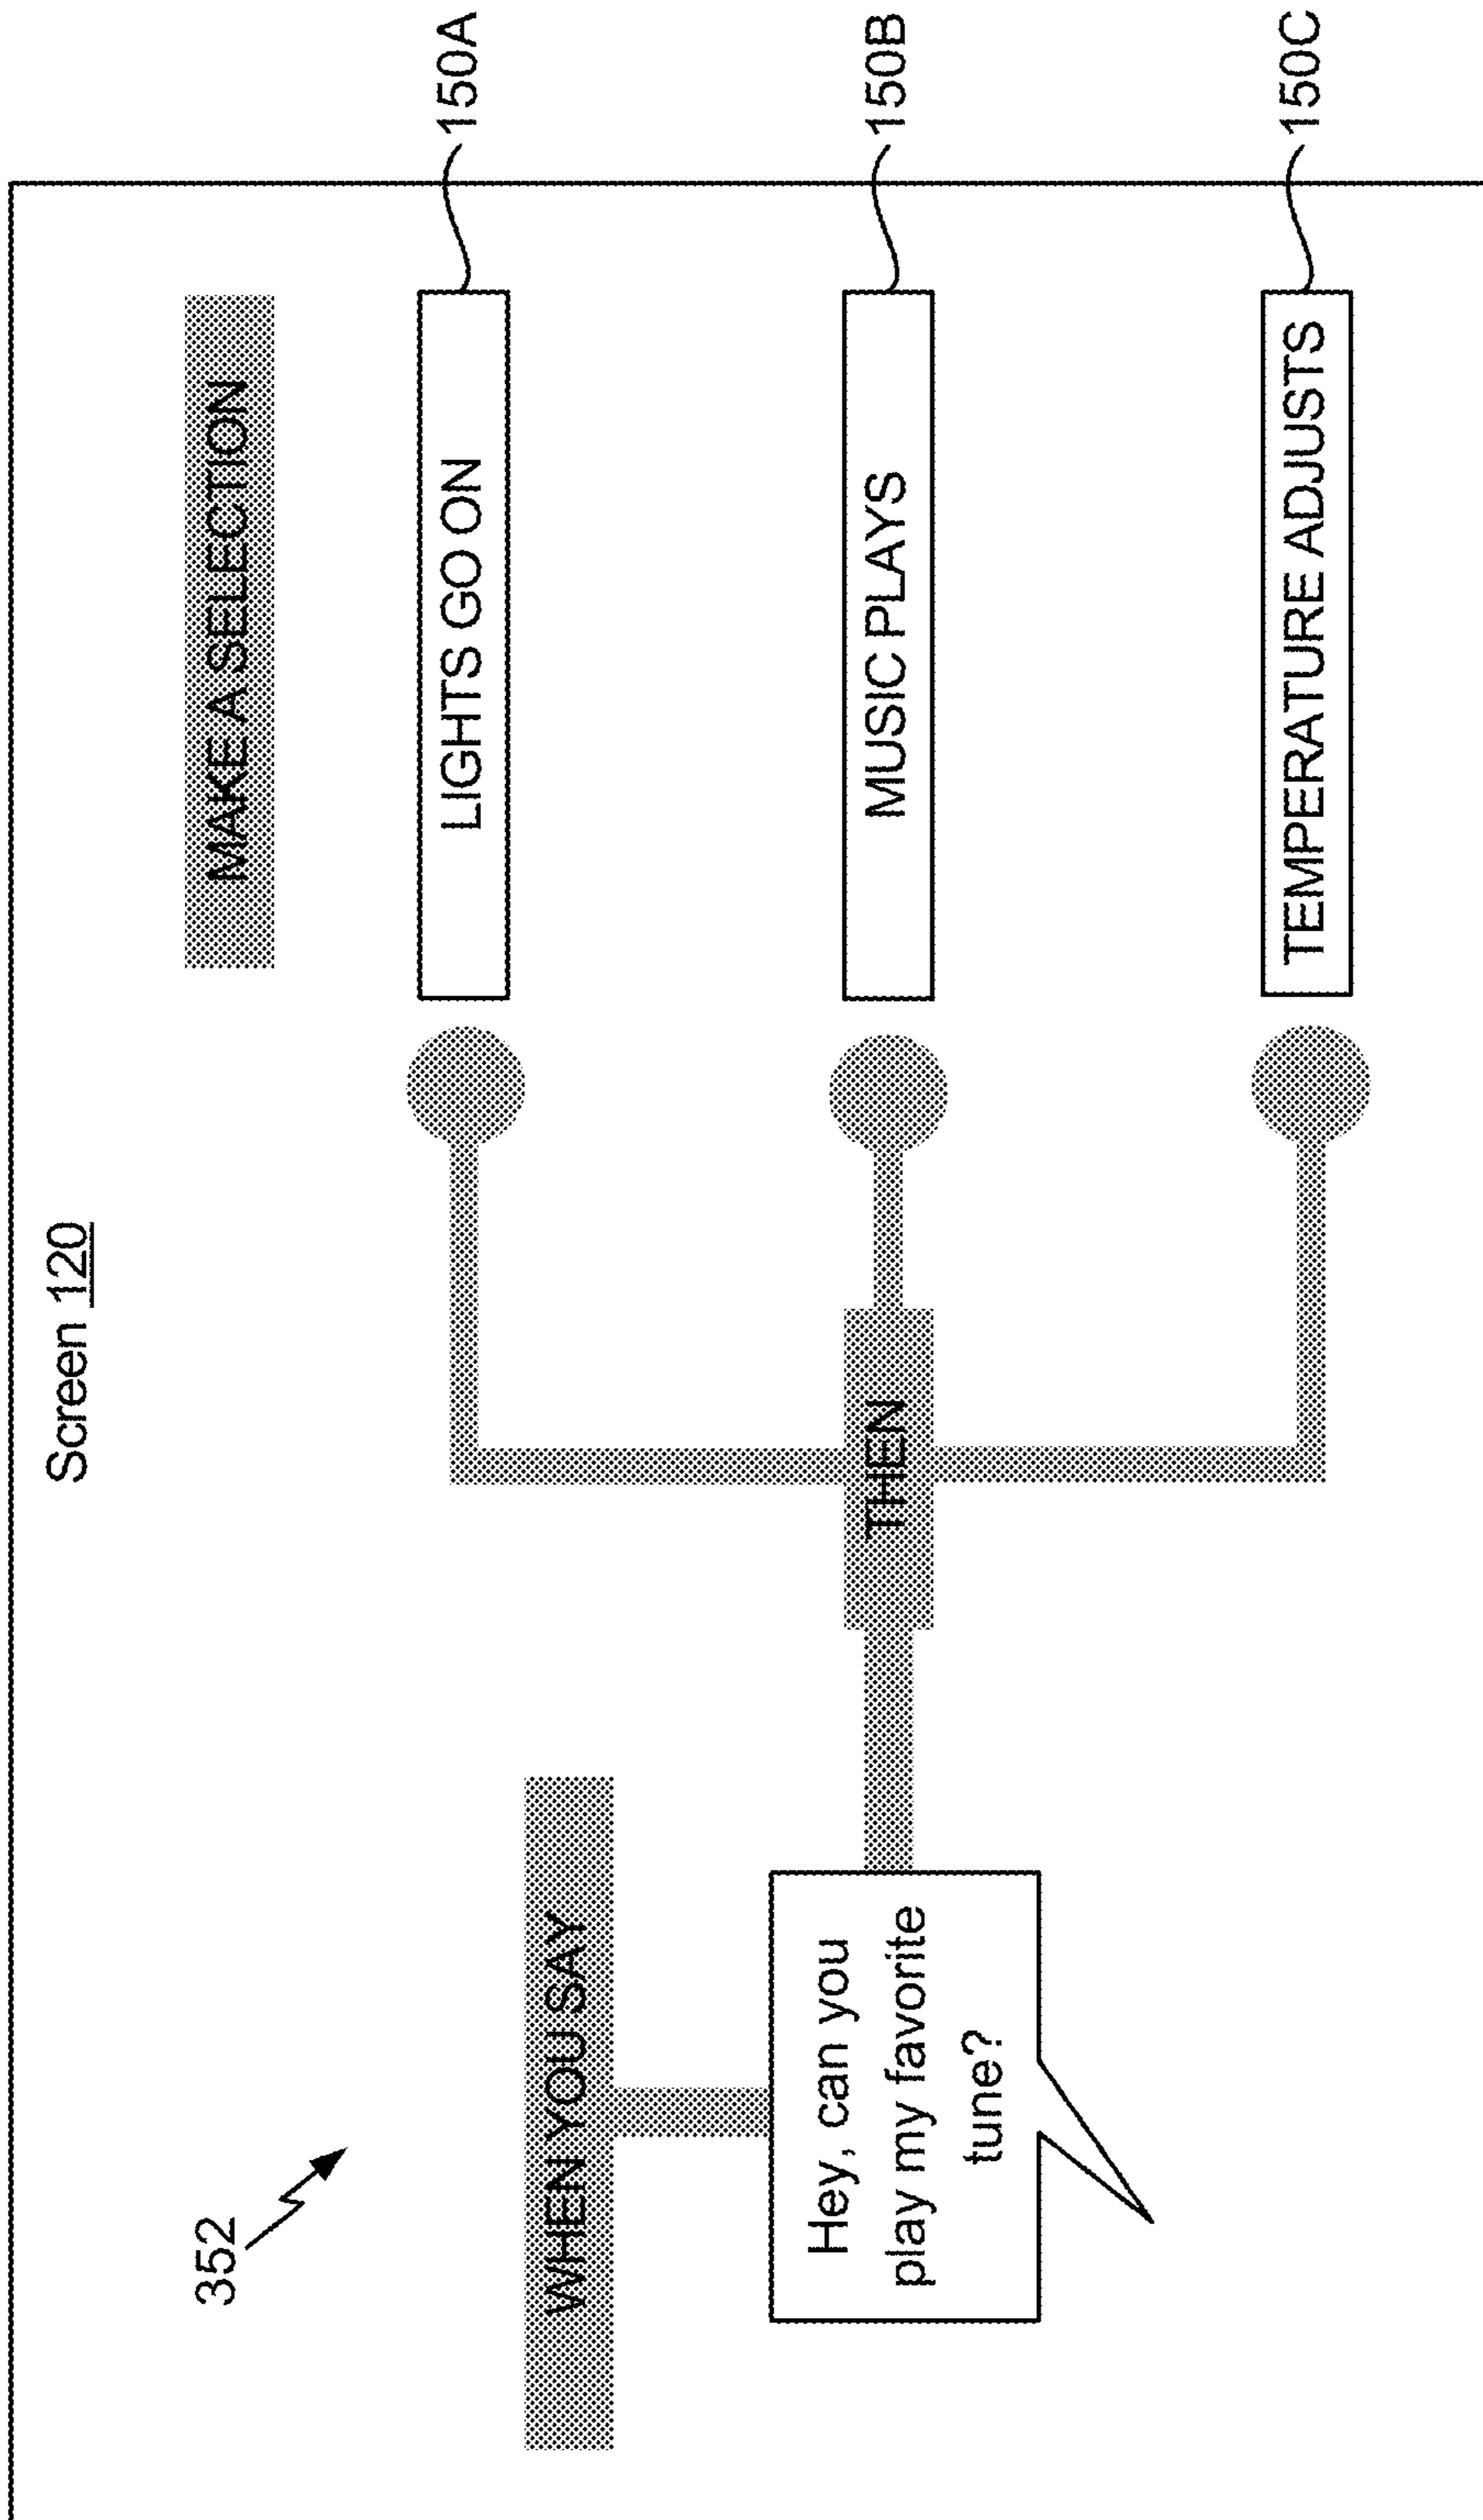 Screen 120
352
MAKE A SELECTION
WHEN YOU SAY
LIGHTS GO ON
150A
Hey, can you
play my favorite
tune?
THEN
MUSIC PLAYS
150B
TEMPERATURE ADJUSTS
150C